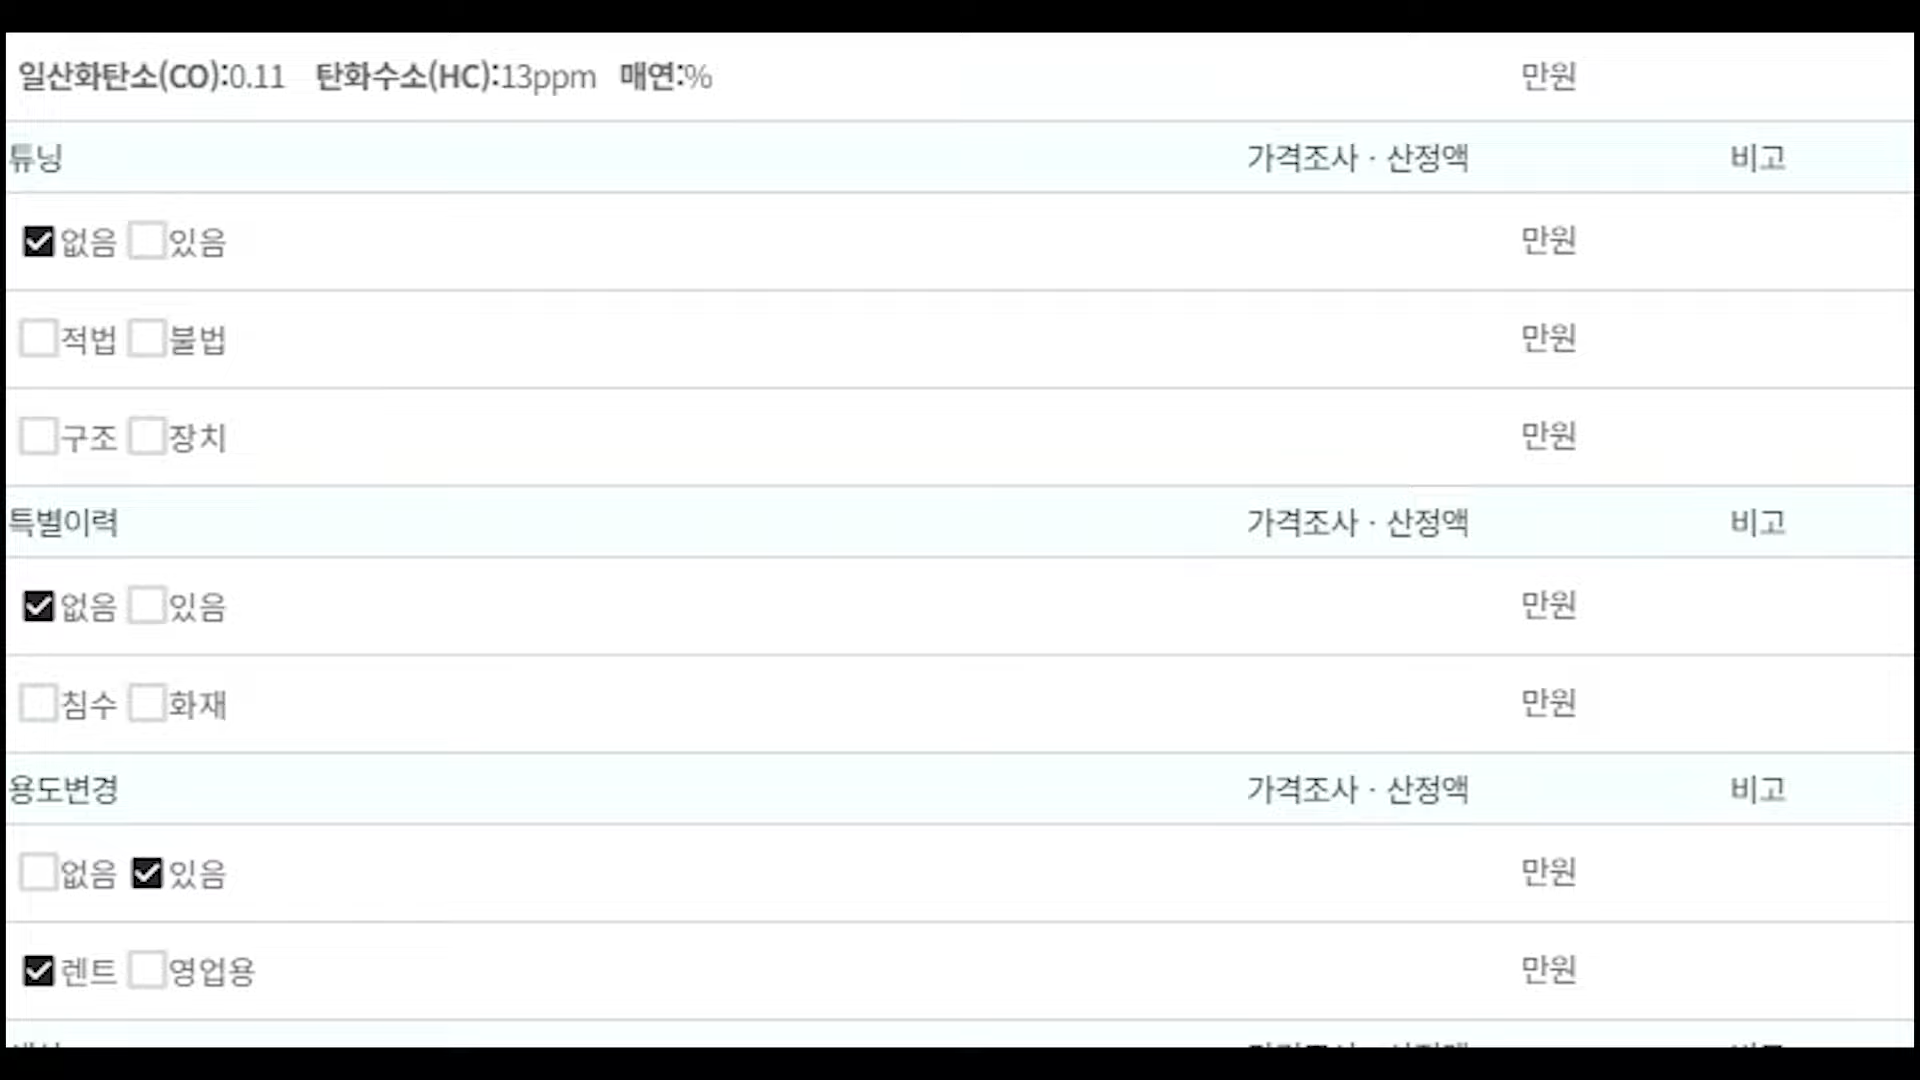 일산화탄소(CO):0.11 탄화수소(HC):13ppm 매연:% 만원
튜닝 가격조사 · 산정액 비고
없음 있음 만원
적법 불법 만원
구조 장치 만원
특별이력 가격조사 · 산정액 비고
없음 있음 만원
침수 화재 만원
용도변경 가격조사 · 산정액 비고
없음 있음 만원
렌트 영업용 만원